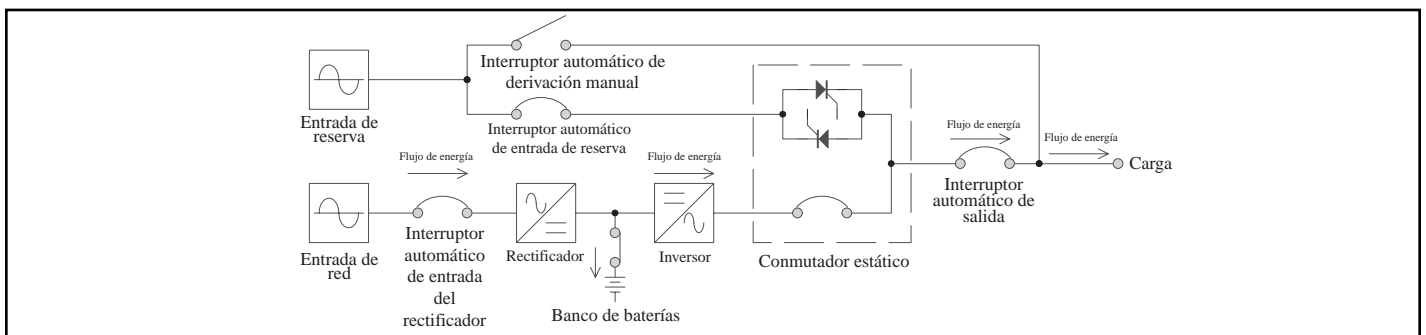 Interruptor automático de
derivación manual
Entrada de
reserva
Interruptor automático
de entrada de reserva
Flujo de energía
Flujo de energía
Flujo de energía
Flujo de energía
Carga
Interruptor
automático de
salida
Entrada de
red
Interruptor
automático
de entrada
del
rectificador
Rectificador
Inversor
Conmutador estático
Banco de baterías